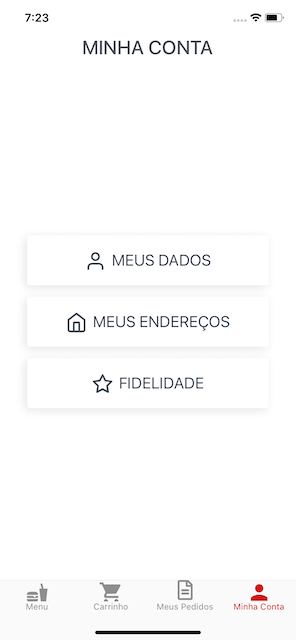 7:23
MINHA CONTA
MEUS DADOS
MEUS ENDEREÇOS
FIDELIDADE
Menu
Carrinho
Meus Pedidos
Minha Conta